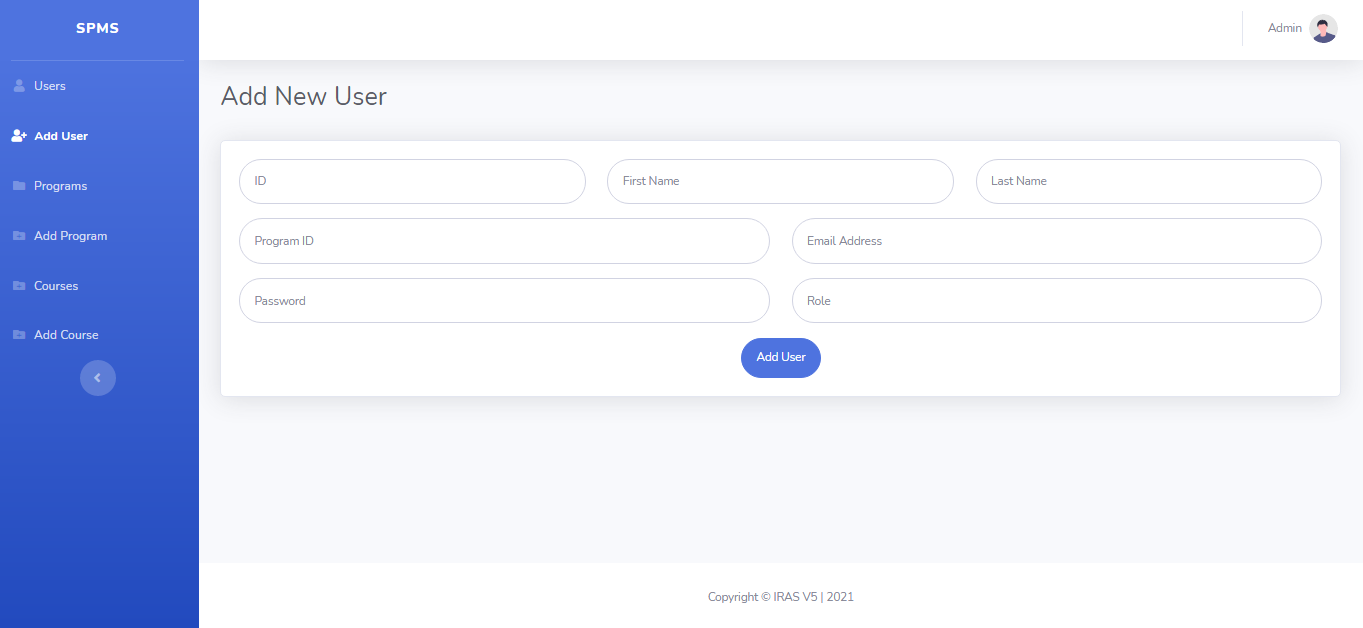 SPMS
Admin
Users
Add User
Programs
Add Program
Courses
Add Course
Add New User
ID
First Name
Last Name
Program ID
Email Address
Password
Role
Add User
Copyright © IRAS V5 | 2021